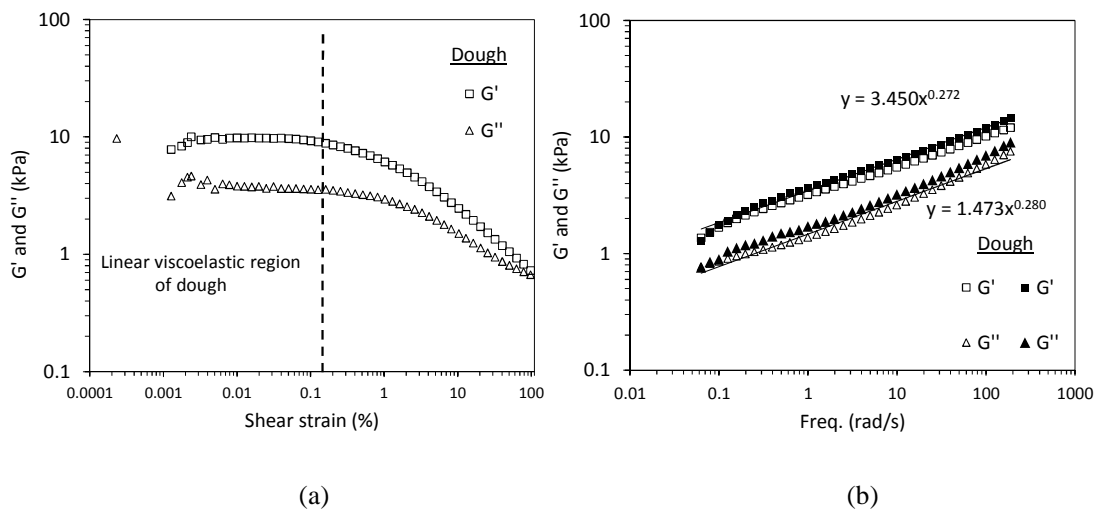 100
10
1
0.1
G' and G'' (kPa)
0.0001 0.001 0.01 0.1 1 10 100
Shear strain (%)
Dough
G'
G''
Linear viscoelastic region
of dough
(a)
100
10
1
0.1
G' and G'' (kPa)
0.01 0.1 1 10 100 1000
Freq. (rad/s)
y = 3.450x^0.272
y = 1.473x^0.280
Dough
G' G'
G'' G''
(b)